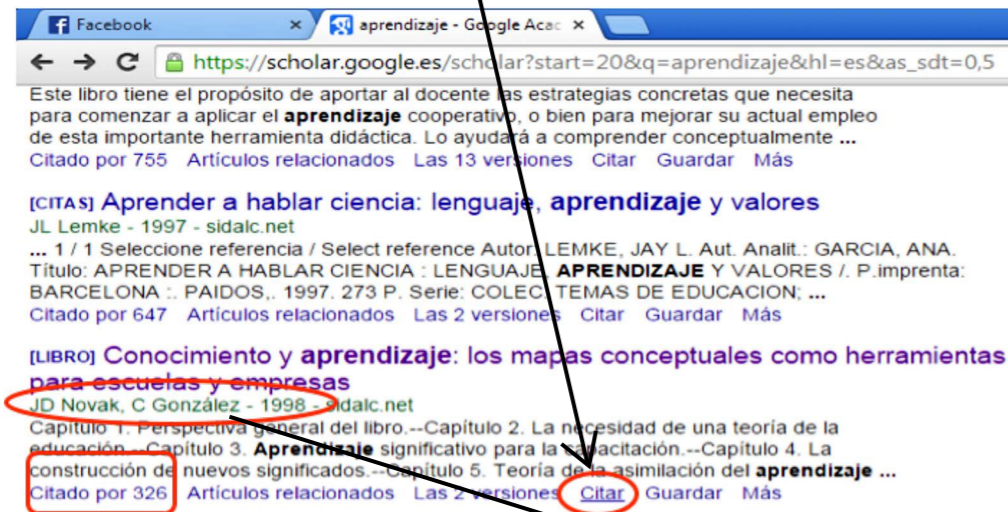 Facebook
aprendizaje - Google Acac
https://scholar.google.es/scholar?start=20&q=aprendizaje&hl=es&as_sdt=0,5
Este libro tiene el propósito de aportar al docente las estrategias concretas que necesita
para comenzar a aplicar el aprendizaje cooperativo, o bien para mejorar su actual empleo
de esta importante herramienta didáctica. Lo ayudará a comprender conceptualmente ...
Citado por 755 Artículos relacionados Las 13 versiones Citar Guardar Más
[CITAS] Aprender a hablar ciencia: lenguaje, aprendizaje y valores
JL Lemke - 1997 - sidalc.net
... 1 / 1 Seleccione referencia / Select reference Autor: LEMKE, JAY L. Aut. Analit.: GARCIA, ANA.
Título: APRENDER A HABLAR CIENCIA : LENGUAJE, APRENDIZAJE Y VALORES /. P.imprenta:
BARCELONA :. PAIDOS,. 1997. 273 P. Serie: COLEC. TEMAS DE EDUCACION; ...
Citado por 647 Artículos relacionados Las 2 versiones Citar Guardar Más
[LIBRO] Conocimiento y aprendizaje: los mapas conceptuales como herramientas
para escuelas y empresas
JD Novak, C González - 1998 - sidalc.net
Capítulo 1. Perspectiva general del libro.--Capítulo 2. La necesidad de una teoría de la
educación.--Capítulo 3. Aprendizaje significativo para la capacitación.--Capítulo 4. La
construcción de nuevos significados.--Capítulo 5. Teoría de la asimilación del aprendizaje ...
Citado por 326 Artículos relacionados Las 2 versiones Citar Guardar Más